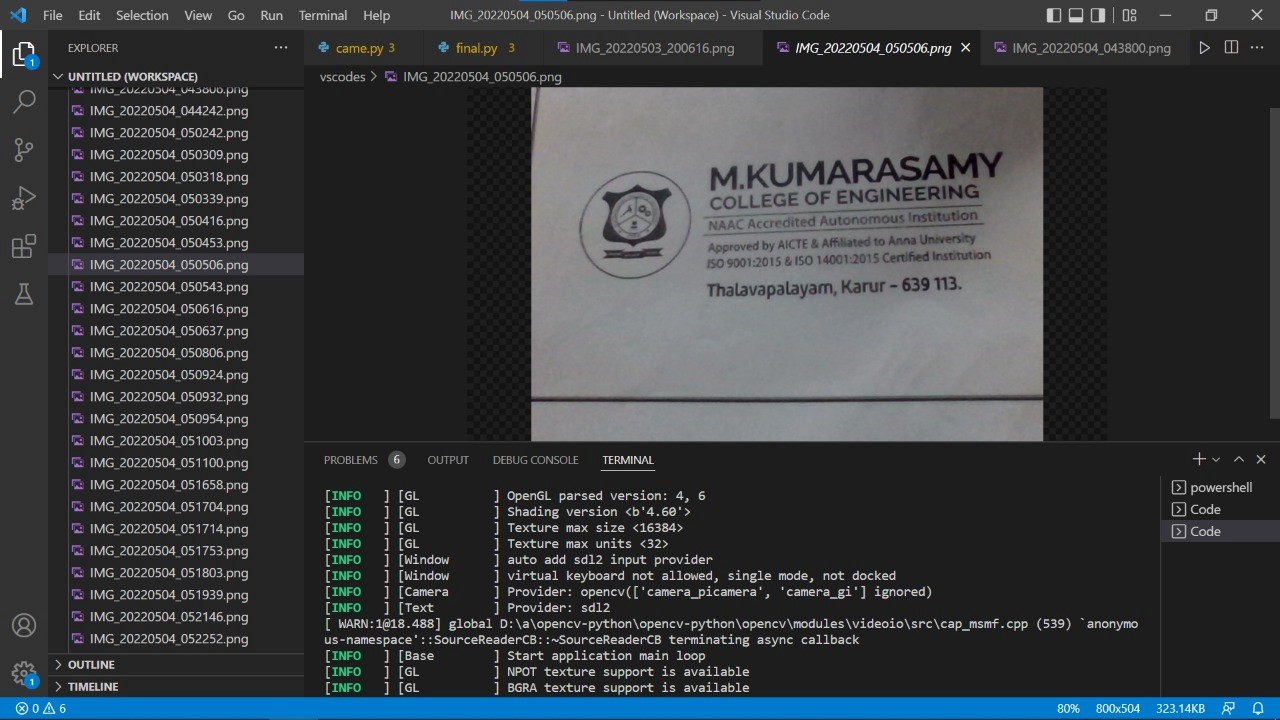 File Edit Selection View Go Run Terminal Help
IMG_20220504_050506.png - Untitled (Workspace) - Visual Studio Code
EXPLORER
UNTITLED (WORKSPACE)
IMG_20220504_043806.png
IMG_20220504_044242.png
IMG_20220504_050242.png
IMG_20220504_050309.png
IMG_20220504_050318.png
IMG_20220504_050339.png
IMG_20220504_050416.png
IMG_20220504_050453.png
IMG_20220504_050506.png
IMG_20220504_050543.png
IMG_20220504_050616.png
IMG_20220504_050637.png
IMG_20220504_050806.png
IMG_20220504_050924.png
IMG_20220504_050932.png
IMG_20220504_050954.png
IMG_20220504_051003.png
IMG_20220504_051100.png
IMG_20220504_051658.png
IMG_20220504_051704.png
IMG_20220504_051714.png
IMG_20220504_051753.png
IMG_20220504_051803.png
IMG_20220504_051939.png
IMG_20220504_052146.png
IMG_20220504_052252.png
OUTLINE
TIMELINE
1
1
came.py 3 final.py 3 IMG_20220503_200616.png IMG_20220504_050506.png IMG_20220504_043800.png
vscodes > IMG_20220504_050506.png
M.KUMARASAMY
COLLEGE OF ENGINEERING
NAAC Accredited Autonomous Institution
Approved by AICTE & Affiliated to Anna University
ISO 9001:2015 & ISO 14001:2015 Certified Institution
Thalavapalayam, Karur - 639 113.
PROBLEMS 6 OUTPUT DEBUG CONSOLE TERMINAL
[INFO ] [GL ] OpenGL parsed version: 4, 6
[INFO ] [GL ] Shading version <b'4.60'>
[INFO ] [GL ] Texture max size <16384>
[INFO ] [GL ] Texture max units <32>
[INFO ] [Window ] auto add sdl2 input provider
[INFO ] [Window ] virtual keyboard not allowed, single mode, not docked
[INFO ] [Camera ] Provider: opencv(['camera_picamera', 'camera_gi'] ignored)
[INFO ] [Text ] Provider: sdl2
[ WARN:1@18.488] global D:\a\opencv-python\opencv-python\opencv\modules\videoio\src\cap_msmf.cpp (539) `anonymo
us-namespace'::SourceReaderCB::~SourceReaderCB terminating async callback
[INFO ] [Base ] Start application main loop
[INFO ] [GL ] NPOT texture support is available
[INFO ] [GL ] BGRA texture support is available
powershell
Code
Code
0 6
80% 800x504 323.14KB